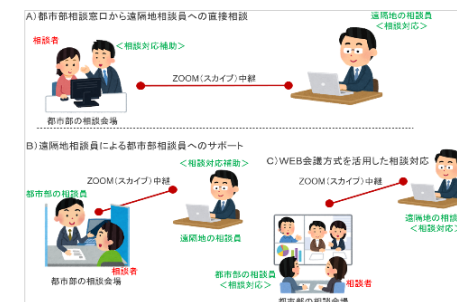 A)都市部相談窓口から遠隔地相談員への直接相談
遠隔地の相談員
<相談対応>
相談者
<相談対応補助>
ZOOM(スカイプ)中継
都市部の相談会場
B)遠隔地相談員による都市部相談員へのサポート
<相談対応補助>
C)WEB会議方式を活用した相談対応
ZOOM(スカイプ)中継
ZOOM(スカイプ)中継
都市部の相談員
遠隔地の相談員
遠隔地の相談
<相談対応>
相談者
都市部の相談会場
都市部の相談員
<相談対応>
相談者
都市部の相談会場